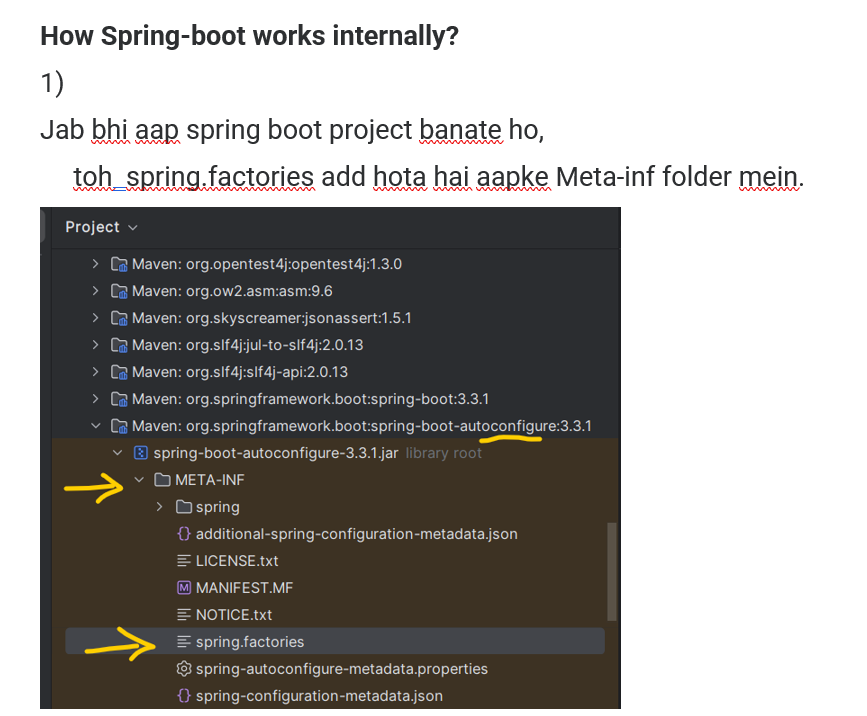 How Spring-boot works internally?
1)
Jab bhi aap spring boot project banate ho,
toh spring.factories add hota hai aapke Meta-inf folder mein.
Project
Maven: org.opentest4j:opentest4j:1.3.0
Maven: org.ow2.asm:asm:9.6
Maven: org.skyscreamer:jsonassert:1.5.1
Maven: org.slf4j:jul-to-slf4j:2.0.13
Maven: org.slf4j:slf4j-api:2.0.13
Maven: org.springframework.boot:spring-boot:3.3.1
Maven: org.springframework.boot:spring-boot-autoconfigure:3.3.1
spring-boot-autoconfigure-3.3.1.jar library root
META-INF
spring
additional-spring-configuration-metadata.json
LICENSE.txt
MANIFEST.MF
NOTICE.txt
spring.factories
spring-autoconfigure-metadata.properties
spring-configuration-metadata.json